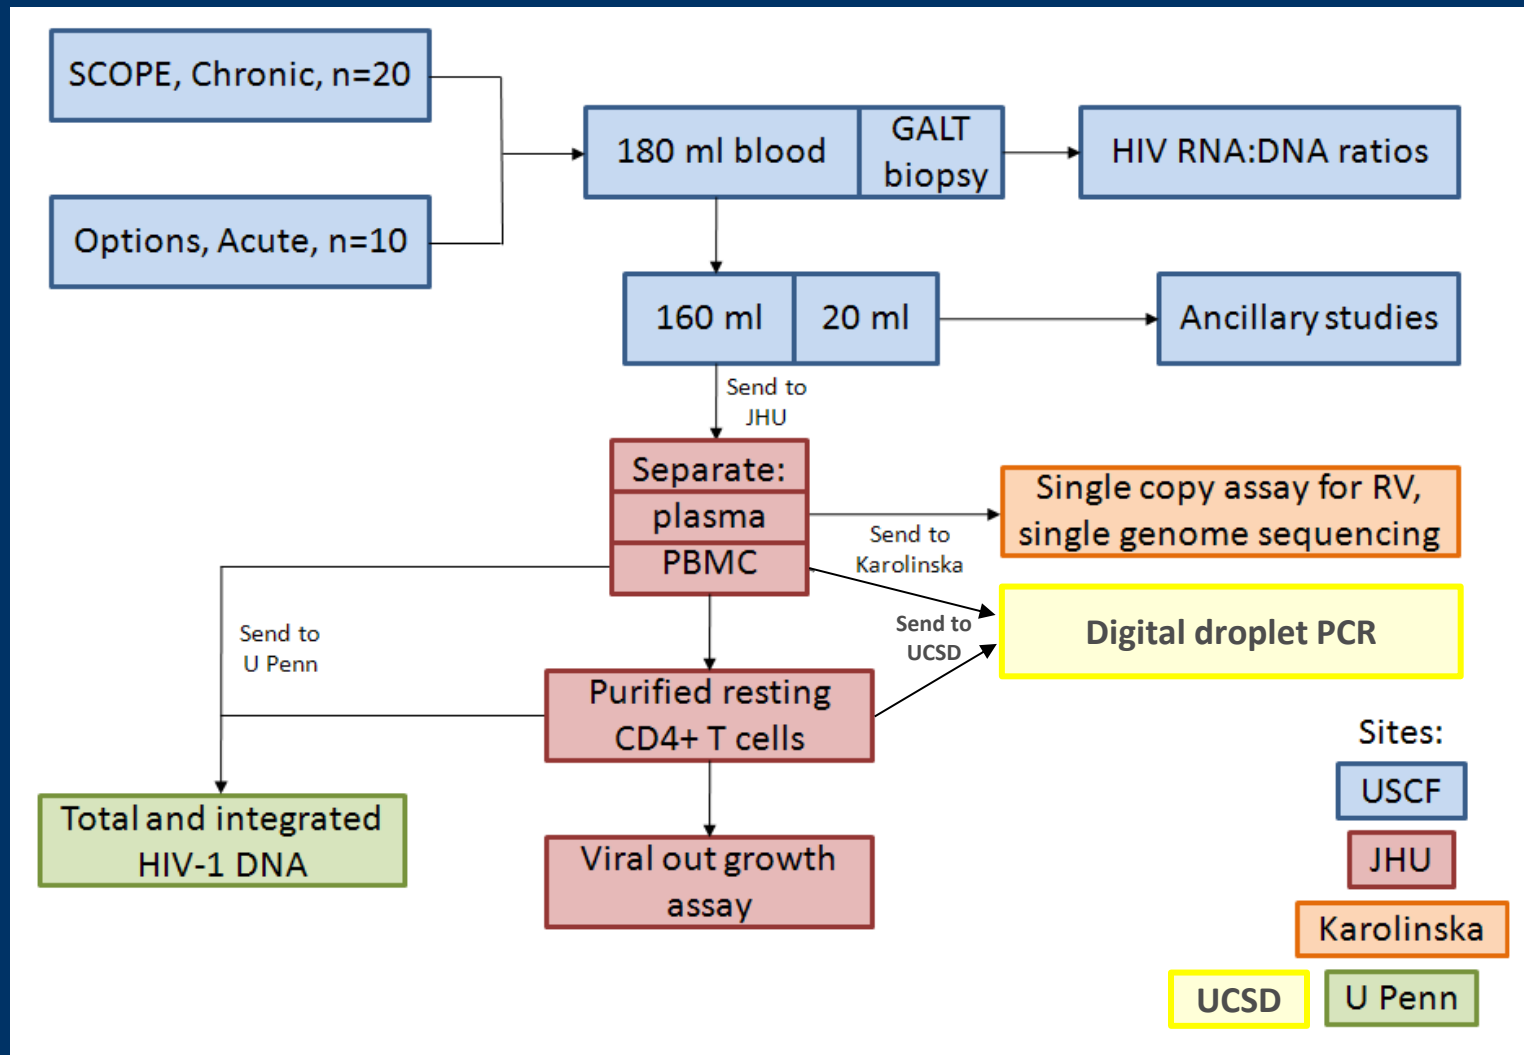 SCOPE, Chronic, n=20
Options, Acute, n=10
180 ml blood
GALT
biopsy
HIV RNA:DNA ratios
160 ml
20 ml
Ancillary studies
Send to
JHU
Separate:
plasma
PBMC
Send to
Karolinska
Single copy assay for RV,
single genome sequencing
Send to
UCSD
Digital droplet PCR
Send to
U Penn
Purified resting
CD4+ T cells
Total and integrated
HIV-1 DNA
Viral out growth
assay
Sites:
USCF
JHU
Karolinska
UCSD
U Penn